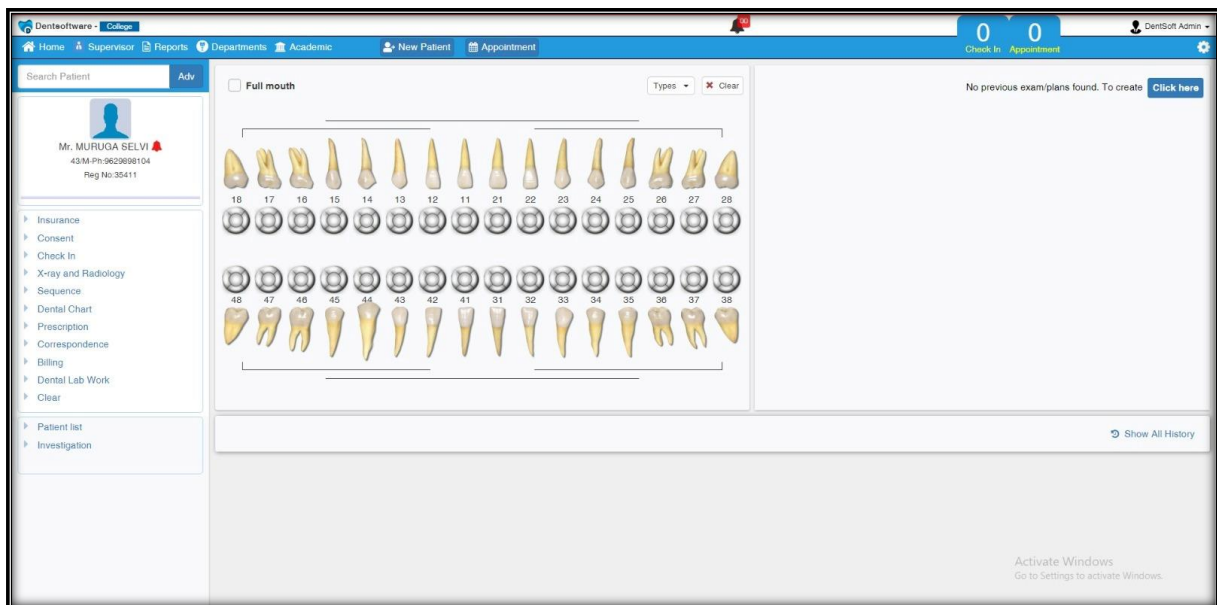 Dentsoftware - College
00
0 0
DentSoft Admin
Home Supervisor Reports Departments Academic New Patient Appointment
Check In Appointment
Search Patient Adv
Mr. MURUGA SELVI
43/M-Ph:9629898104
Reg No:35411
Insurance
Consent
Check In
X-ray and Radiology
Sequence
Dental Chart
Prescription
Correspondence
Billing
Dental Lab Work
Clear
Patient list
Investigation
Full mouth Types Clear
18 17 16 15 14 13 12 11 21 22 23 24 25 26 27 28
48 47 46 45 44 43 42 41 31 32 33 34 35 36 37 38
No previous exam/plans found. To create Click here
Show All History
Activate Windows
Go to Settings to activate Windows.